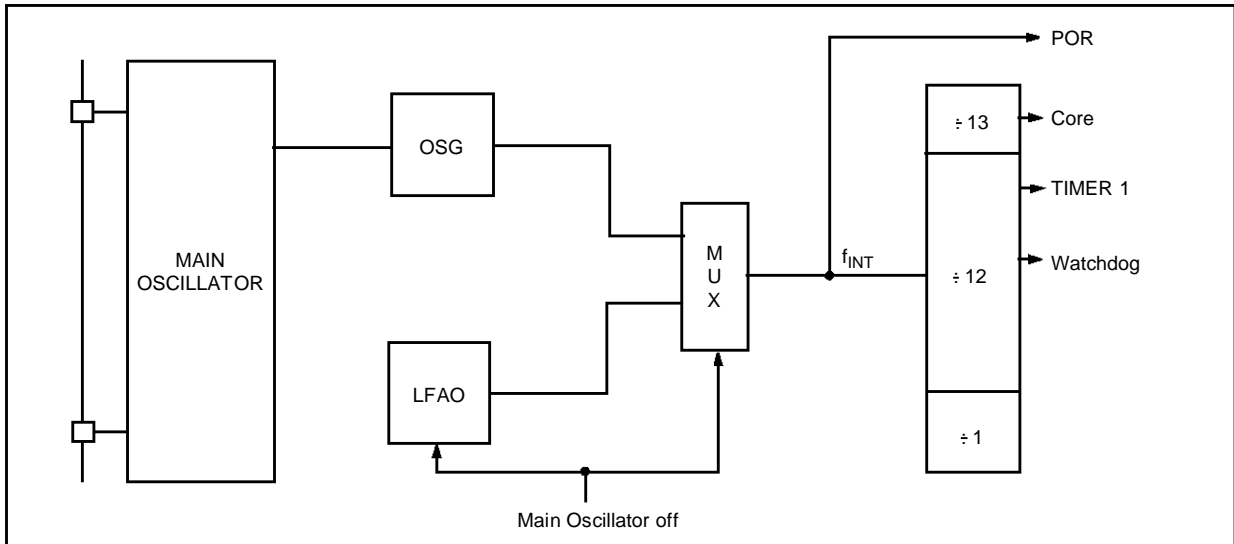 POR
÷ 13
Core
OSG
TIMER 1
MAIN
OSCILLATOR
M
U
X
fINT
÷ 12
Watchdog
LFAO
÷ 1
Main Oscillator off